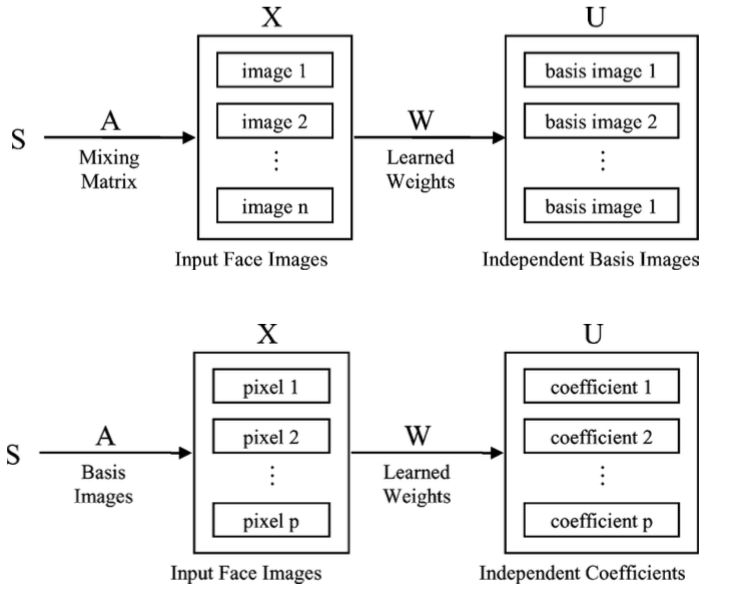 X
U
S
A
Mixing
Matrix
image 1
image 2
⋮
image n
Input Face Images
W
Learned
Weights
basis image 1
basis image 2
⋮
basis image 1
Independent Basis Images
X
U
S
A
Basis
Images
pixel 1
pixel 2
⋮
pixel p
Input Face Images
W
Learned
Weights
coefficient 1
coefficient 2
⋮
coefficient p
Independent Coefficients